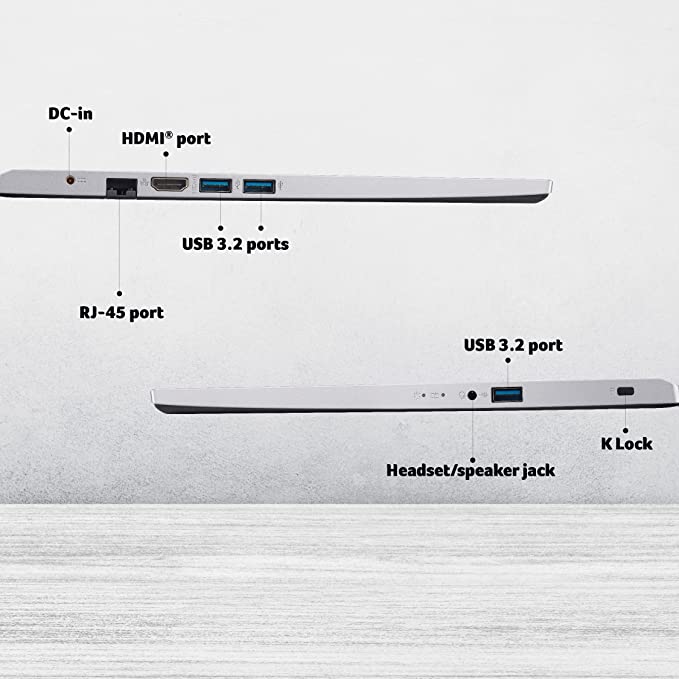 DC-in
HDMI® port
USB 3.2 ports
RJ-45 port
USB 3.2 port
K Lock
Headset/speaker jack